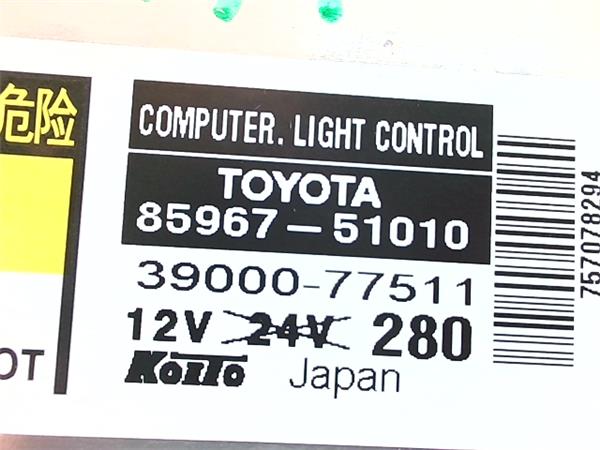 危险
COMPUTER. LIGHT CONTROL
TOYOTA
85967-51010
39000-77511
12V 24V 280
KOITO Japan
OT
757078294